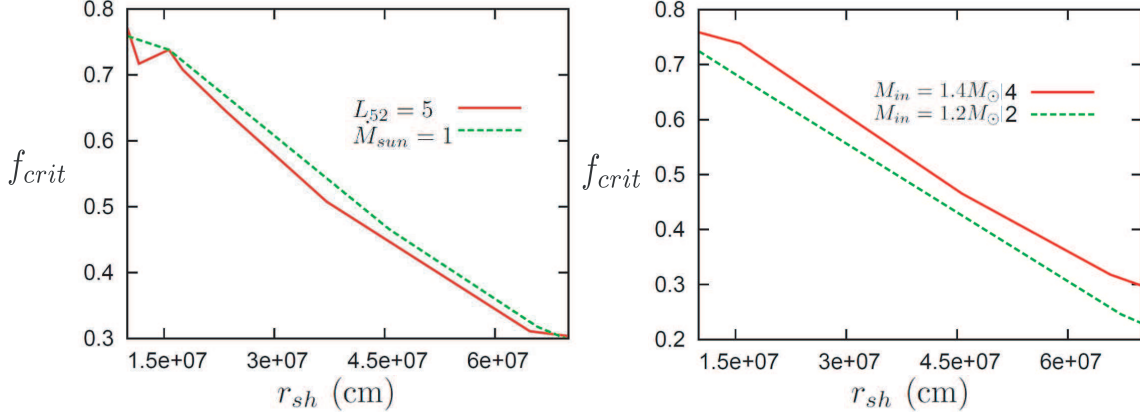 0.8
0.7
0.6
0.5
0.4
0.3
f_crit
L_52 = 5
Ṁ_sun = 1
1.5e+07 3e+07 4.5e+07 6e+07
r_sh (cm)
0.8
0.7
0.6
0.5
0.4
0.3
0.2
f_crit
M_in = 1.4M_⊙|4
M_in = 1.2M_⊙|2
1.5e+07 3e+07 4.5e+07 6e+07
r_sh (cm)